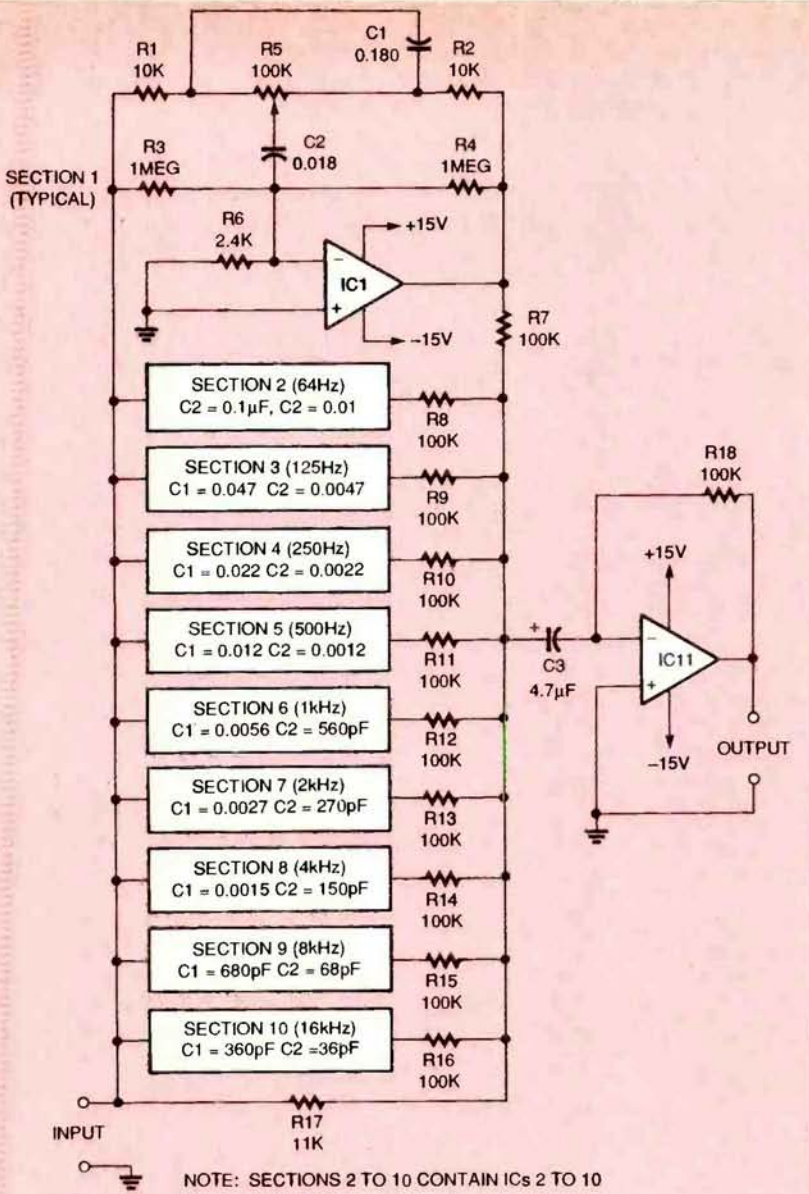 R1
10K
R5
100K
C1
0.180
R2
10K
R3
1MEG
C2
0.018
R4
1MEG
SECTION 1
(TYPICAL)
R6
2.4K
+15V
−
IC1
+
−15V
R7
100K
SECTION 2 (64Hz)
C2 = 0.1µF, C2 = 0.01
R8
100K
SECTION 3 (125Hz)
C1 = 0.047 C2 = 0.0047
R9
100K
SECTION 4 (250Hz)
C1 = 0.022 C2 = 0.0022
R10
100K
SECTION 5 (500Hz)
C1 = 0.012 C2 = 0.0012
R11
100K
SECTION 6 (1kHz)
C1 = 0.0056 C2 = 560pF
R12
100K
SECTION 7 (2kHz)
C1 = 0.0027 C2 = 270pF
R13
100K
SECTION 8 (4kHz)
C1 = 0.0015 C2 = 150pF
R14
100K
SECTION 9 (8kHz)
C1 = 680pF C2 = 68pF
R15
100K
SECTION 10 (16kHz)
C1 = 360pF C2 =36pF
R16
100K
R17
11K
INPUT
+
C3
4.7µF
R18
100K
+15V
−
IC11
+
−15V
OUTPUT
NOTE: SECTIONS 2 TO 10 CONTAIN ICs 2 TO 10